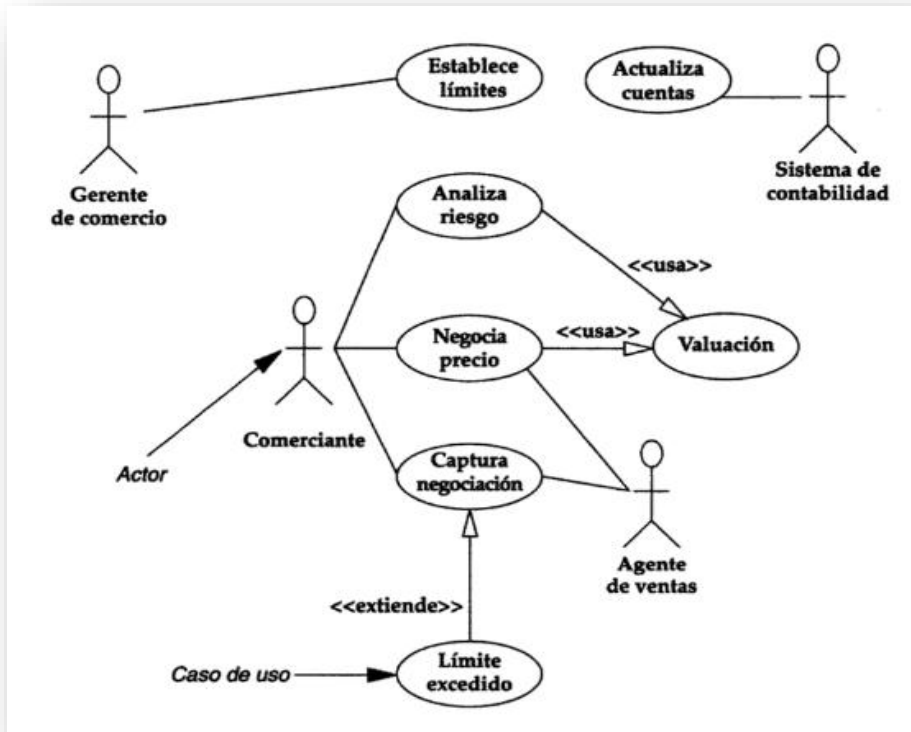 Establece
límites
Actualiza
cuentas
Gerente
de comercio
Sistema de
contabilidad
Analiza
riesgo
<<usa>>
Negocia
precio
<<usa>>
Valuación
Comerciante
Actor
Captura
negociación
Agente
de ventas
<<extiende>>
Caso de uso
Límite
excedido